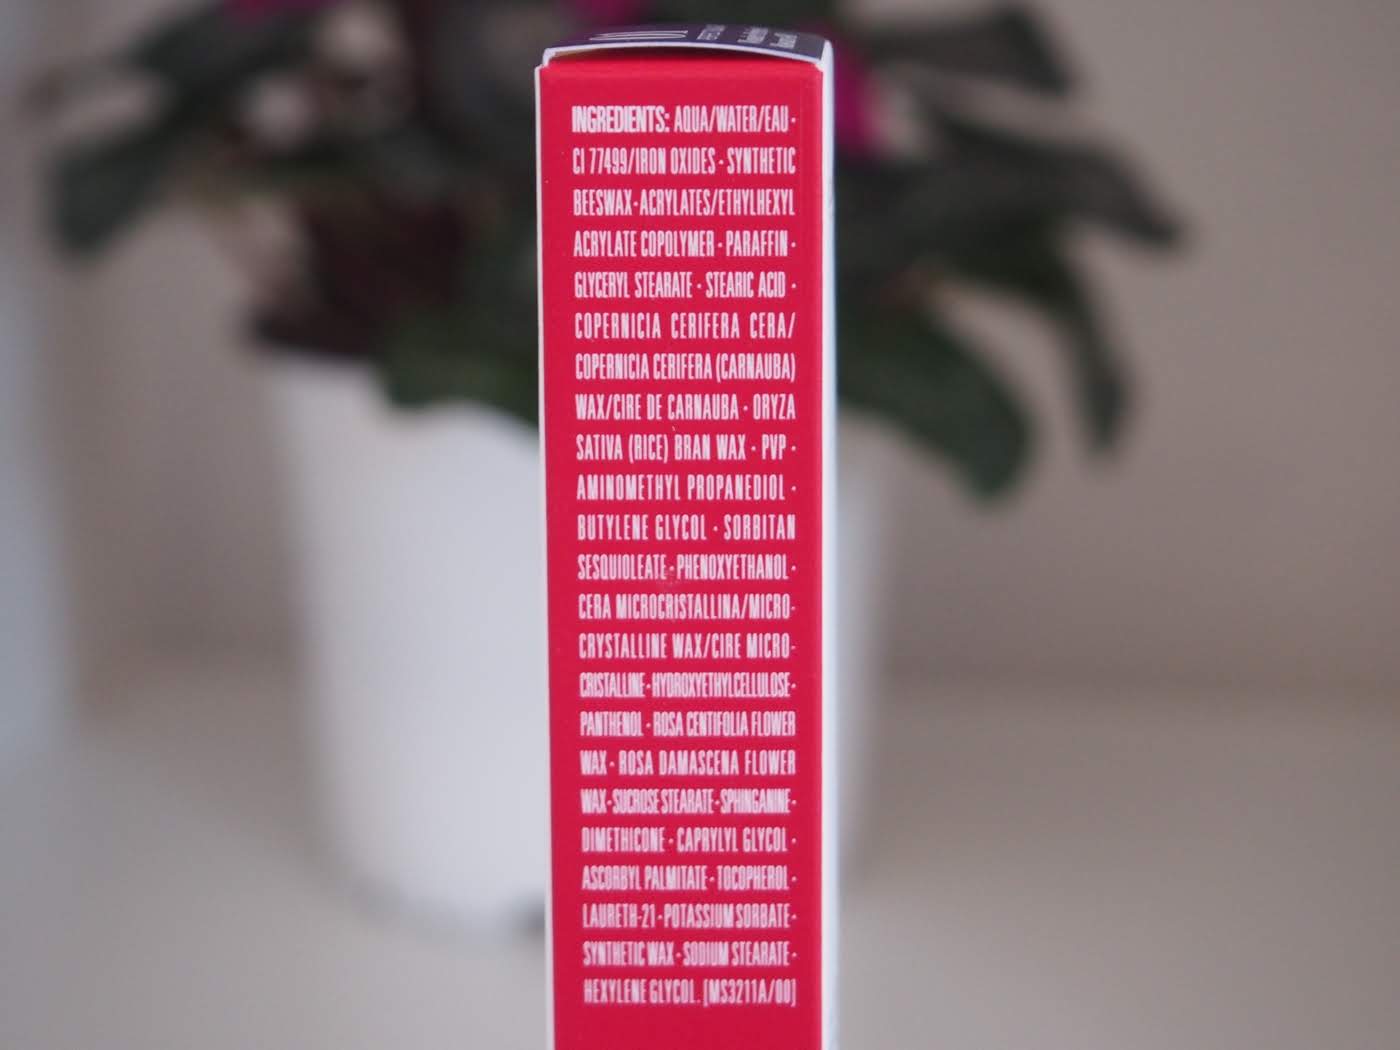 INGREDIENTS: AQUA/WATER/EAU •
CI 77499/IRON OXIDES • SYNTHETIC
BEESWAX • ACRYLATES/ETHYLHEXYL
ACRYLATE COPOLYMER • PARAFFIN •
GLYCERYL STEARATE • STEARIC ACID •
COPERNICIA CERIFERA CERA/
COPERNICIA CERIFERA (CARNAUBA)
WAX/CIRE DE CARNAUBA • ORYZA
SATIVA (RICE) BRAN WAX • PVP •
AMINOMETHYL PROPANEDIOL •
BUTYLENE GLYCOL • SORBITAN
SESQUIOLEATE • PHENOXYETHANOL •
CERA MICROCRISTALLINA/MICRO-
CRYSTALLINE WAX/CIRE MICRO-
CRISTALLINE • HYDROXYETHYLCELLULOSE •
PANTHENOL • ROSA CENTIFOLIA FLOWER
WAX • ROSA DAMASCENA FLOWER
WAX • SUCROSE STEARATE • SPHINGANINE •
DIMETHICONE • CAPRYLYL GLYCOL •
ASCORBYL PALMITATE • TOCOPHEROL •
LAURETH-21 • POTASSIUM SORBATE •
SYNTHETIC WAX • SODIUM STEARATE •
HEXYLENE GLYCOL. [MS3211A/00]